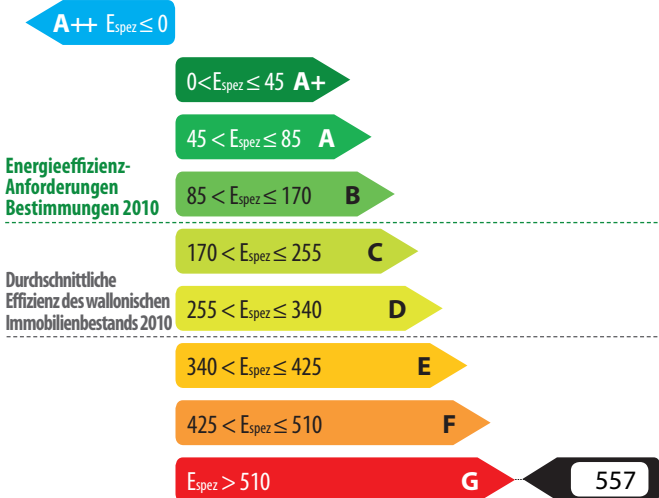 A++ Espez ≤ 0
0<Espez ≤ 45 A+
45 < Espez ≤ 85 A
Energieeffizienz-
Anforderungen
Bestimmungen 2010
85 < Espez ≤ 170 B
170 < Espez ≤ 255 C
Durchschnittliche
Effizienz des wallonischen
Immobilienbestands 2010
255 < Espez ≤ 340 D
340 < Espez ≤ 425 E
425 < Espez ≤ 510 F
Espez > 510 G 557